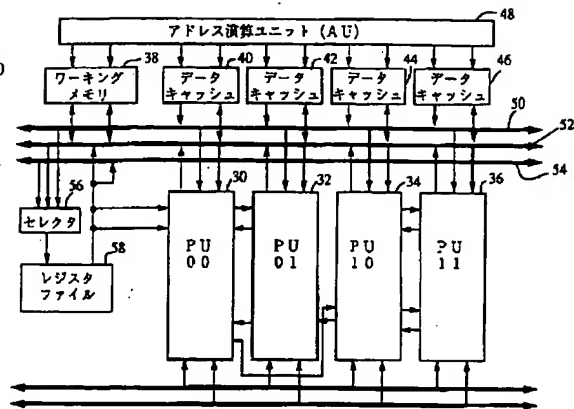 アドレス演算ユニット(AU)
48
38
ワーキング
メモリ
40
データ
キャッシュ
42
データ
キャッシュ
44
データ
キャッシュ
46
データ
キャッシュ
50
52
54
56
セレクタ
58
レジスタ
ファイル
30
PU
00
32
PU
01
34
PU
10
36
PU
11